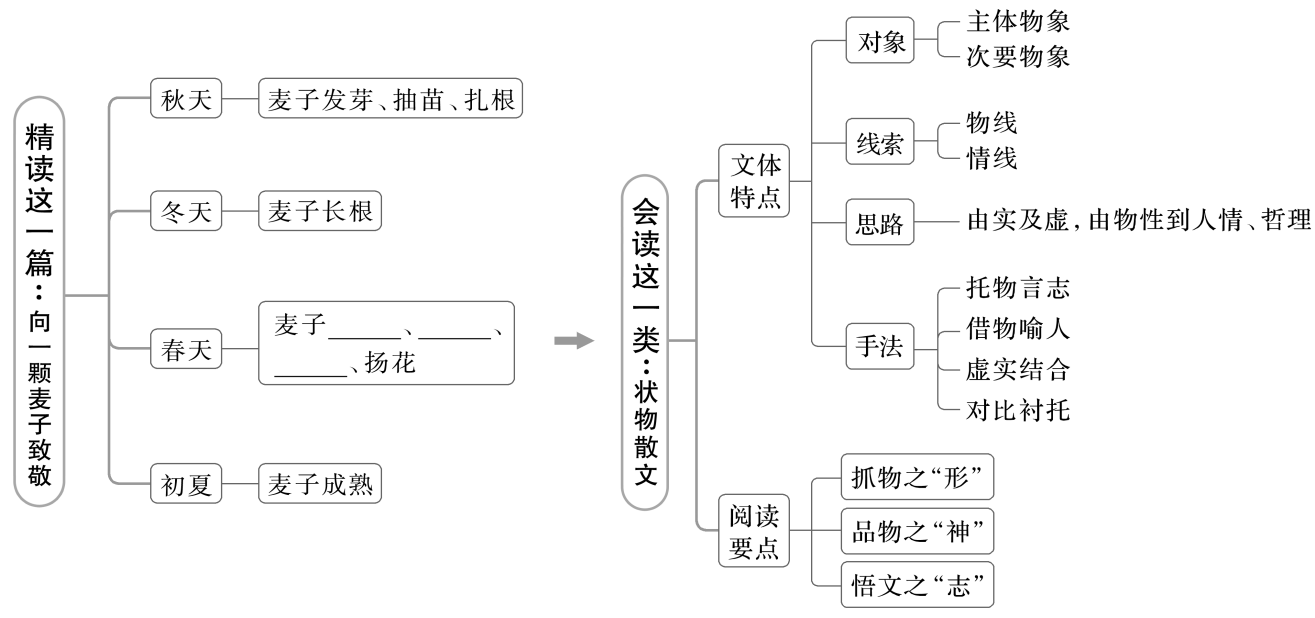 精读这一篇：向一颗麦子致敬
秋天
麦子发芽、抽苗、扎根
冬天
麦子长根
春天
麦子______、______、
______、扬花
初夏
麦子成熟
会读这一类：状物散文
文体
特点
对象
主体物象
次要物象
线索
物线
情线
思路
由实及虚，由物性到人情、哲理
手法
托物言志
借物喻人
虚实结合
对比衬托
阅读
要点
抓物之“形”
品物之“神”
悟文之“志”